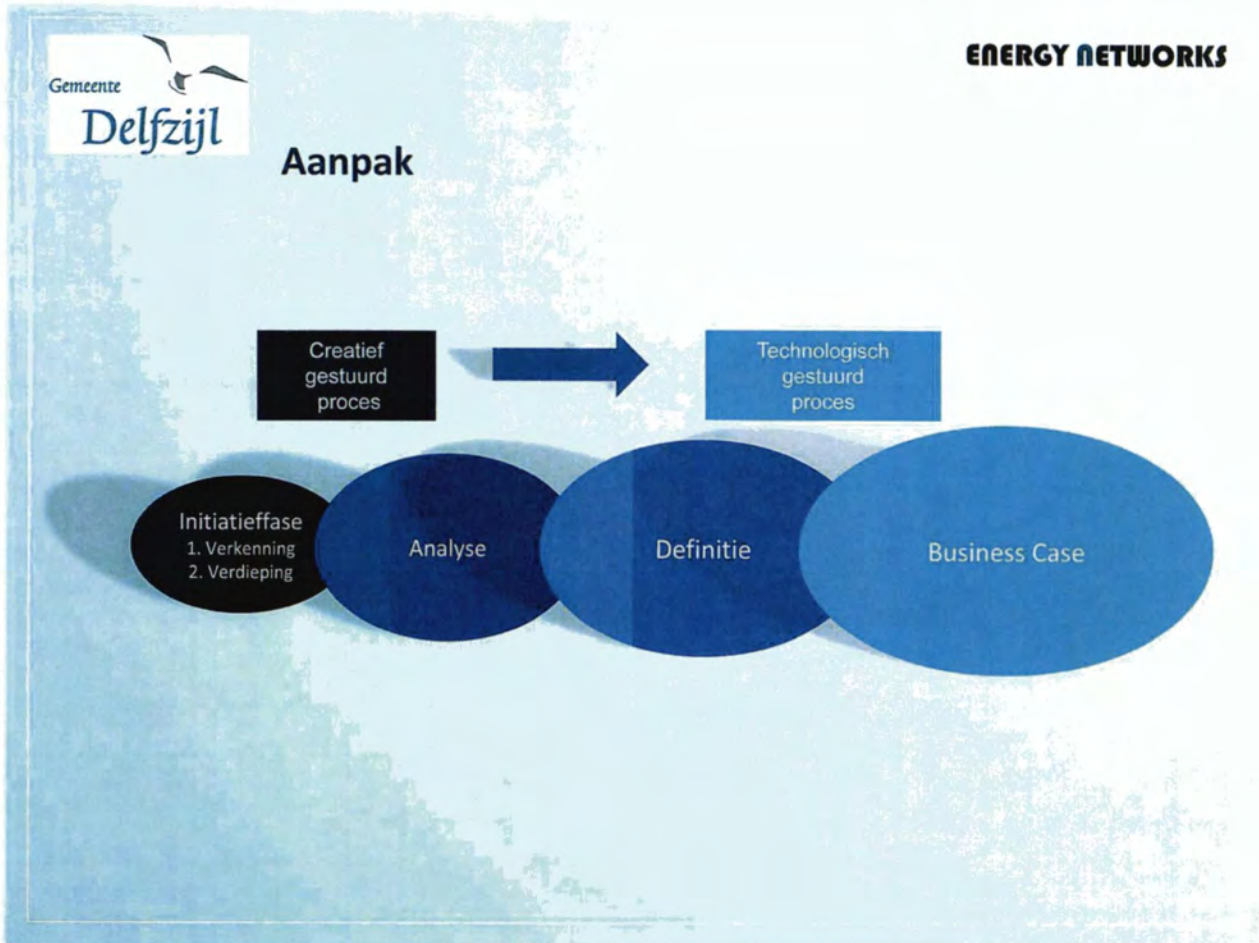 Gemeente
Delfzijl
ENERGY NETWORKS
Aanpak
Creatief
gestuurd
proces
Technologisch
gestuurd
proces
Initiatieffase
1. Verkenning
2. Verdieping
Analyse
Definitie
Business Case